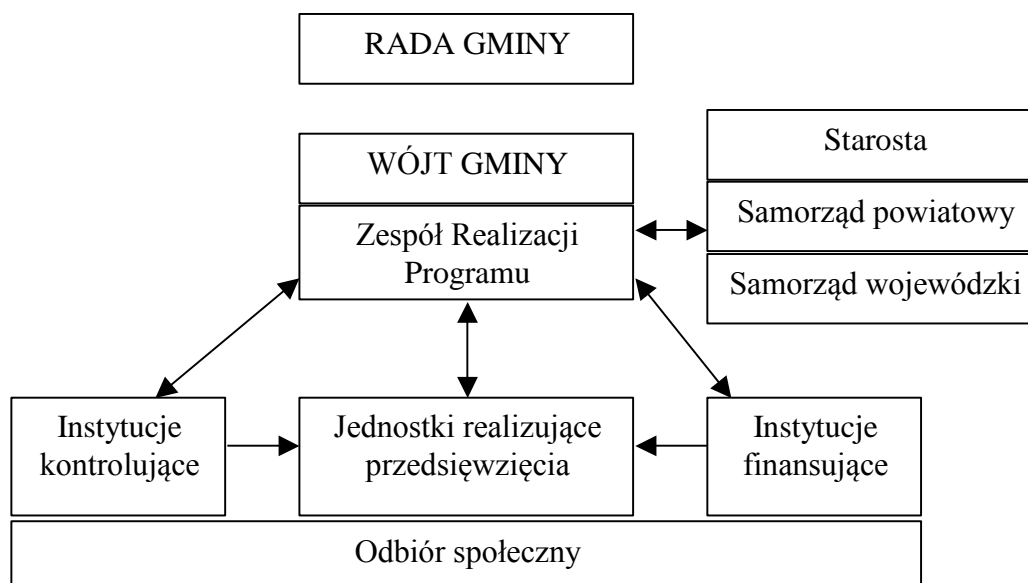 RADA GMINY
WÓJT GMINY
Zespół Realizacji
Programu
Starosta
Samorząd powiatowy
Samorząd wojewódzki
Instytucje
kontrolujące
Jednostki realizujące
przedsięwzięcia
Instytucje
finansujące
Odbiór społeczny